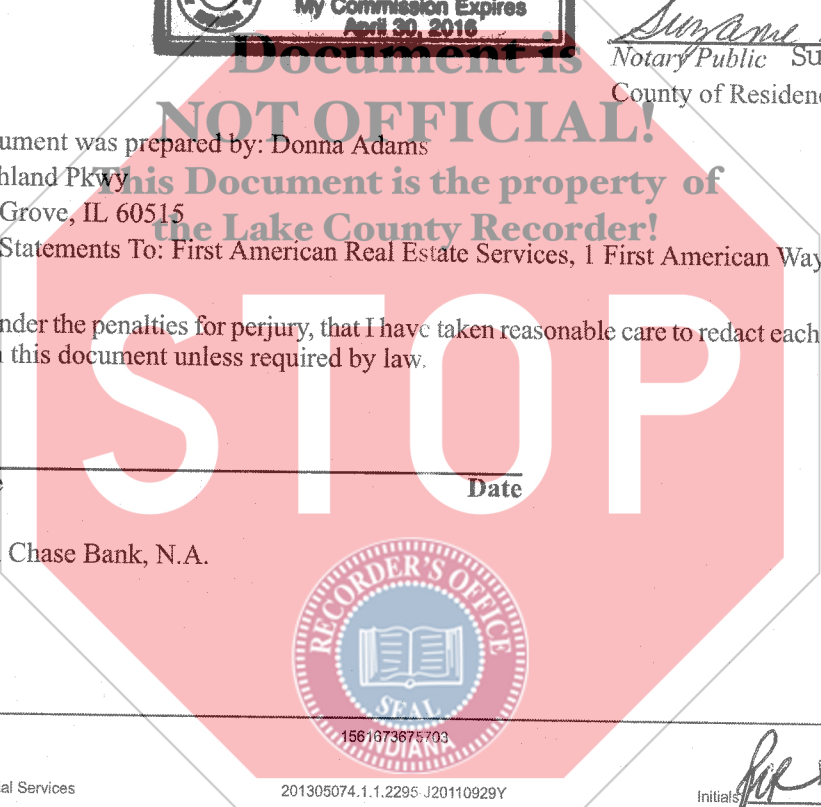 My Commission Expires
April 30, 2016
Document is
Notary Public Su
County of Residen
NOT OFFICIAL!
ument was prepared by: Donna Adams
hland Pkwy
This Document is the property of
Grove, IL 60515
the Lake County Recorder!
Statements To: First American Real Estate Services, 1 First American Way
nder the penalties for perjury, that I have taken reasonable care to redact each
this document unless required by law.
STOP
Date
Chase Bank, N.A.
RECORDER'S OFFICE
SEAL
INDIANA
1561673675703
al Services
201305074.1.1.2295-J20110929Y
Initials